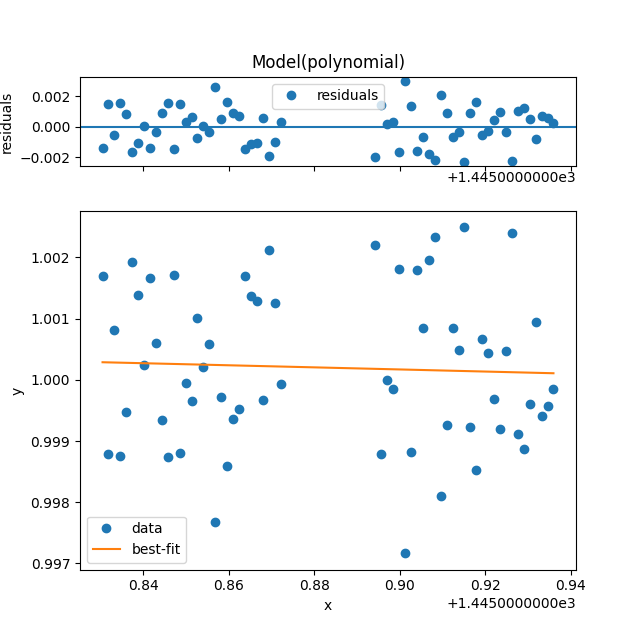 Model(polynomial)
residuals
0.002
0.000
−0.002
residuals
+1.4450000000e3
y
1.002
1.001
1.000
0.999
0.998
0.997
data
best-fit
0.84 0.86 0.88 0.90 0.92 0.94
x
+1.4450000000e3